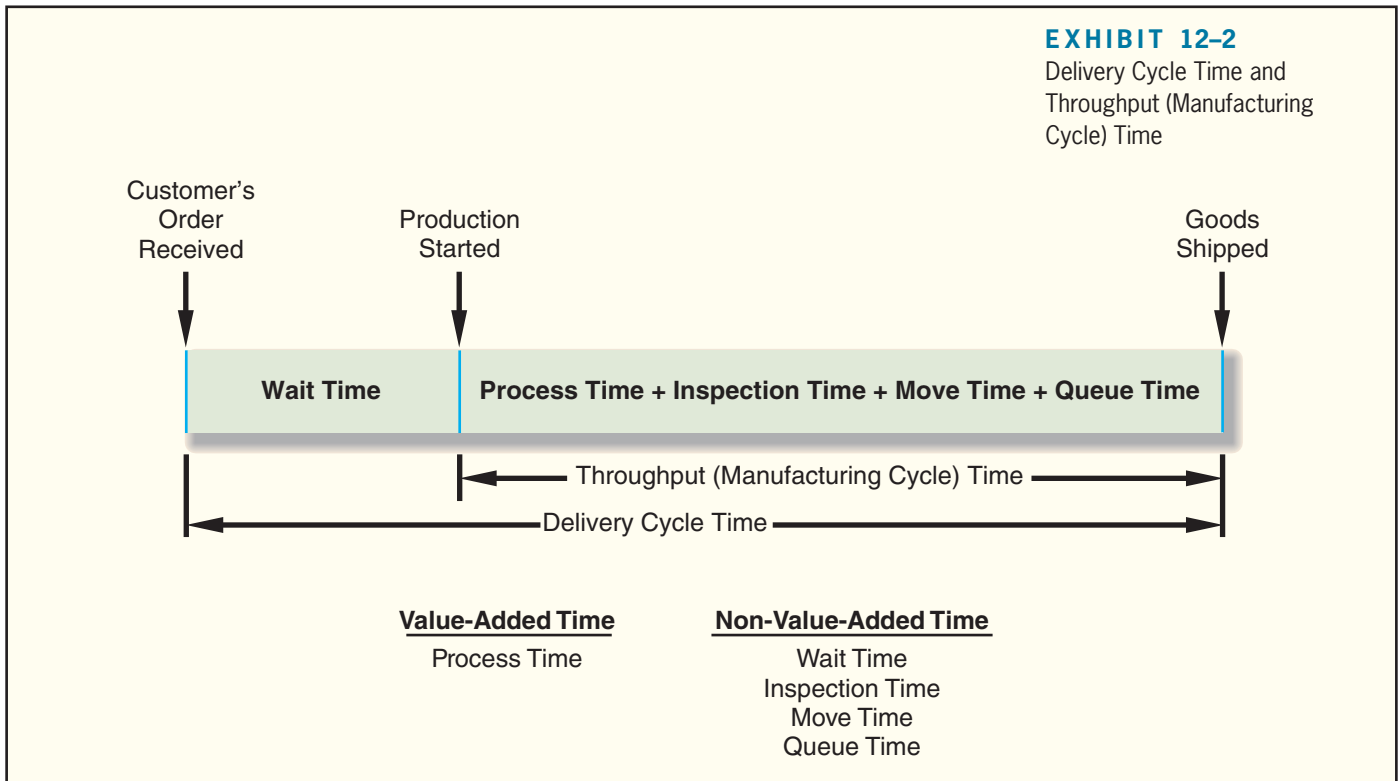 EXHIBIT 12–2
Delivery Cycle Time and
Throughput (Manufacturing
Cycle) Time
Customer's
Order
Received
Production
Started
Goods
Shipped
Wait Time
Process Time + Inspection Time + Move Time + Queue Time
Throughput (Manufacturing Cycle) Time
Delivery Cycle Time
Value-Added Time
Process Time
Non-Value-Added Time
Wait Time
Inspection Time
Move Time
Queue Time